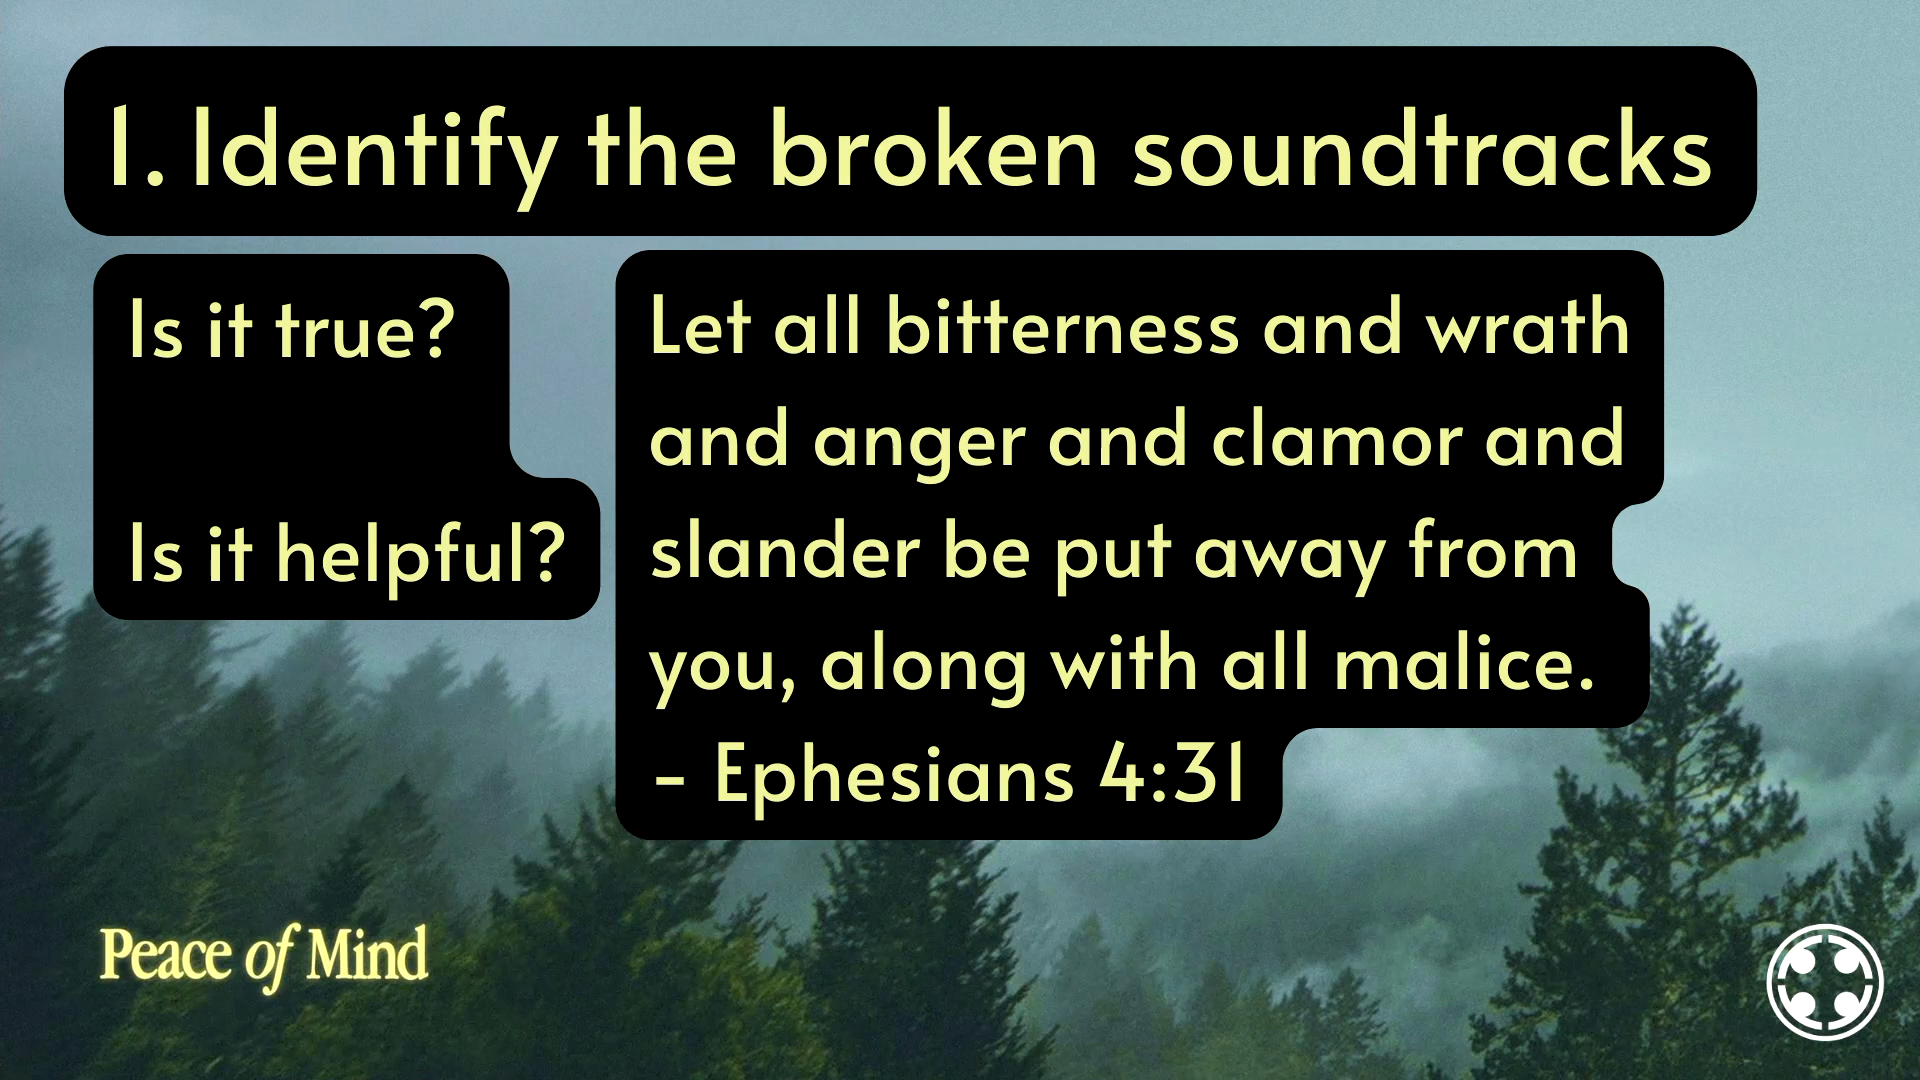 1. Identify the broken soundtracks
Is it true?
Is it helpful?
Let all bitterness and wrath
and anger and clamor and
slander be put away from
you, along with all malice.
- Ephesians 4:31
Peace of Mind